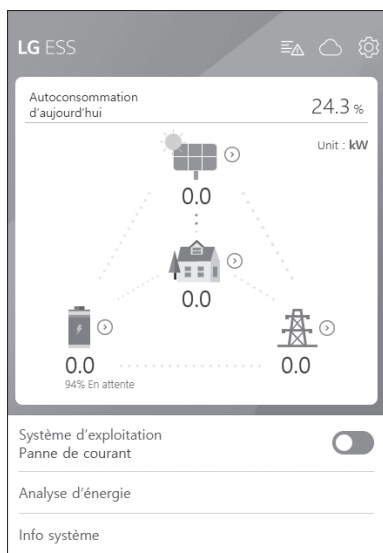 LG ESS
Autoconsommation
d'aujourd'hui
24.3 %
Unit : kW
0.0
0.0
0.0
0.0
94% En attente
Système d'exploitation
Panne de courant
Analyse d'énergie
Info système